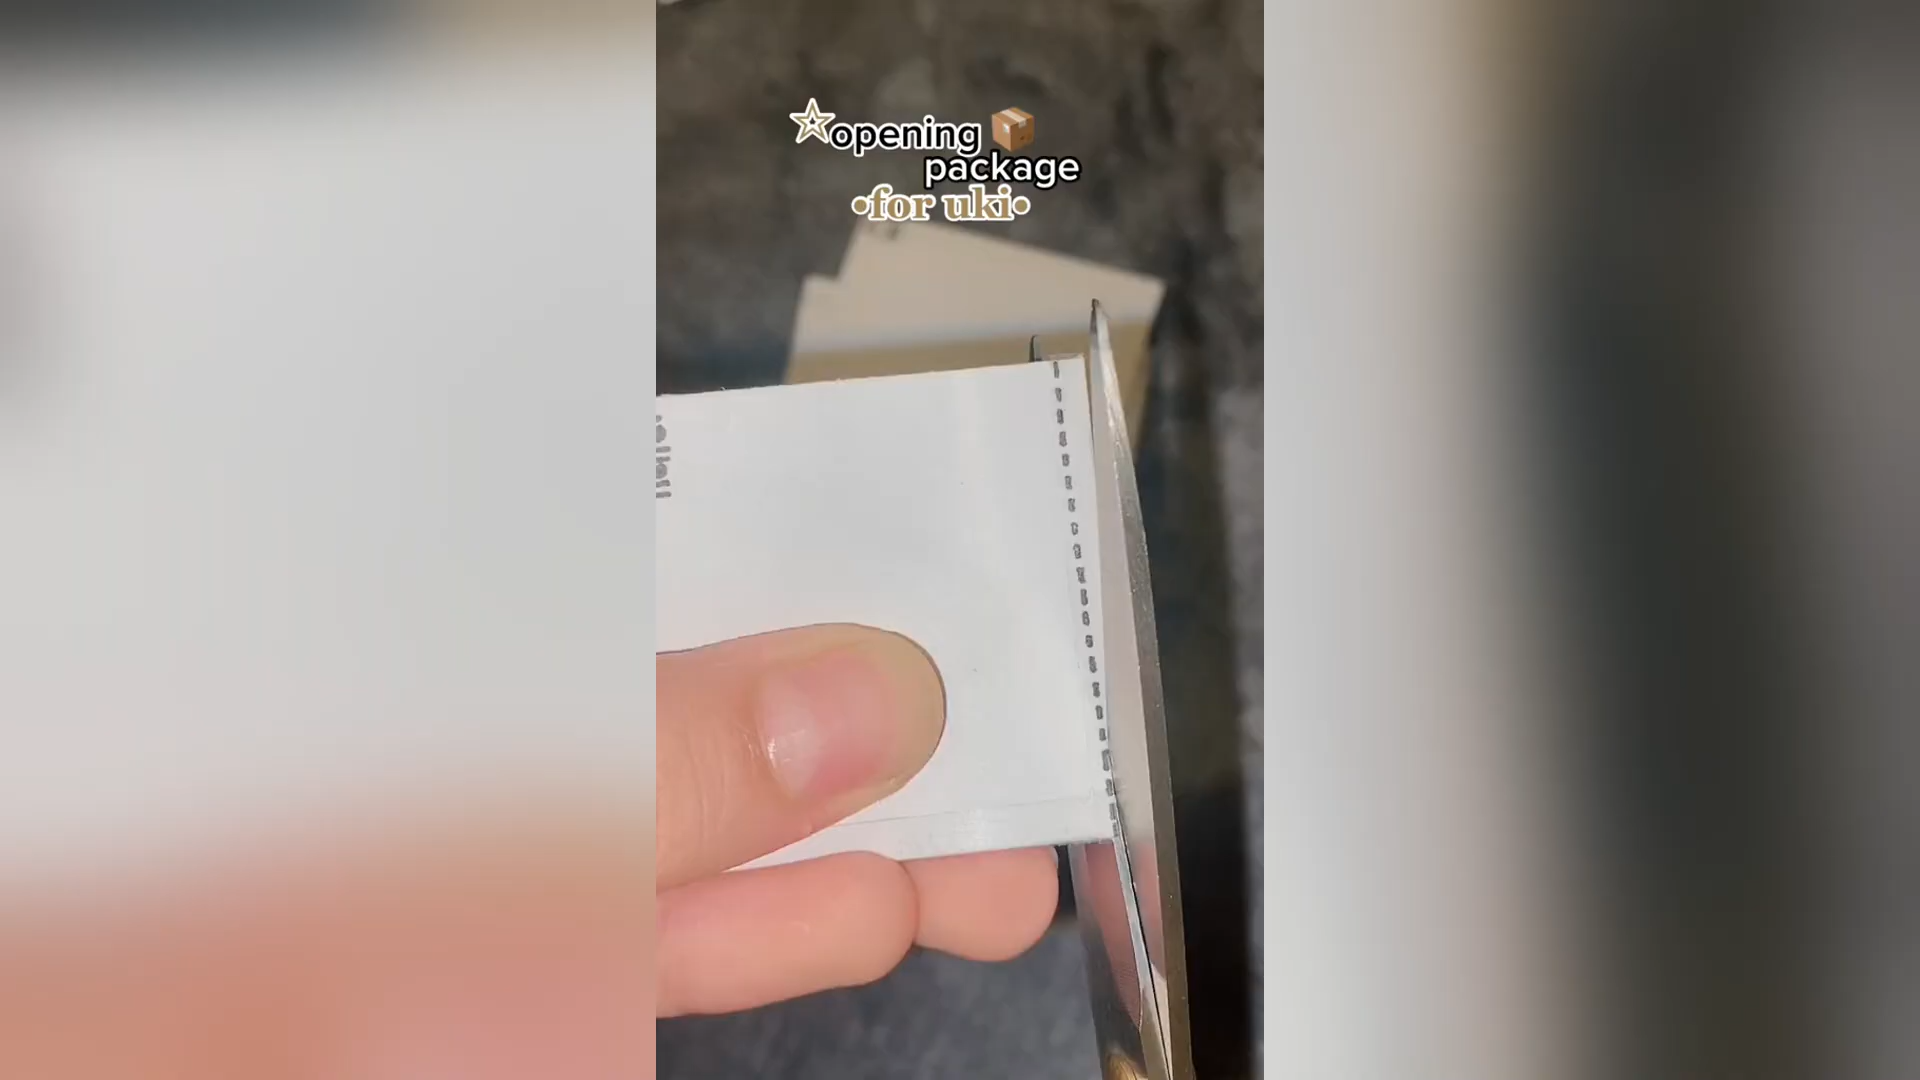 opening 📦
package
•for uki•